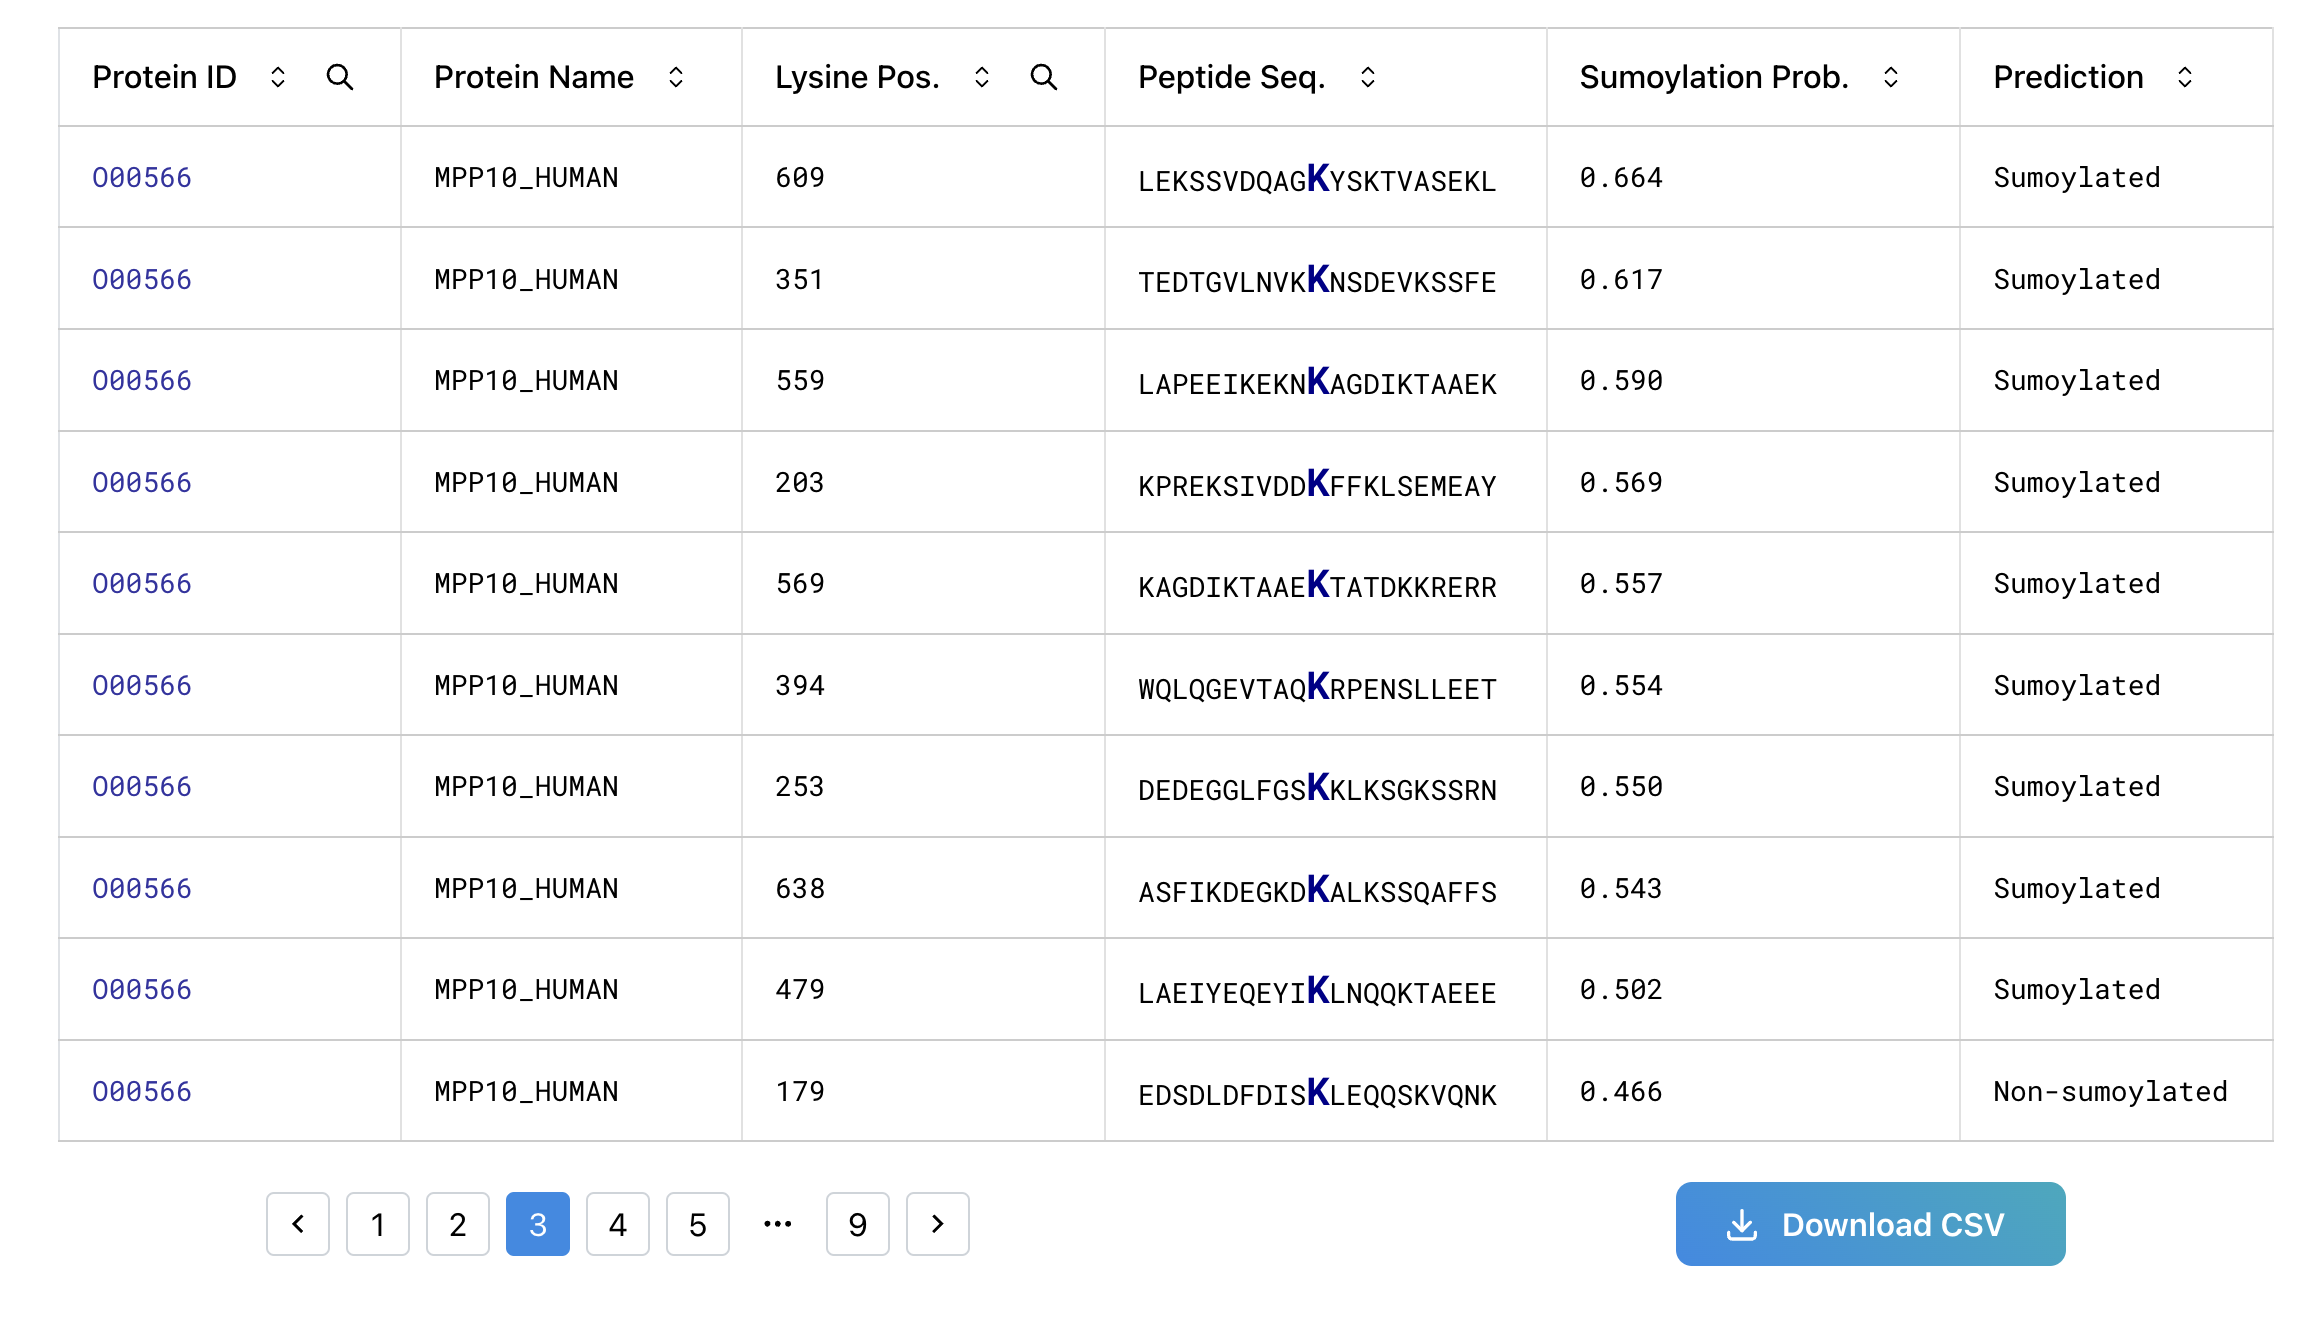 Protein ID Protein Name Lysine Pos. Peptide Seq. Sumoylation Prob. Prediction
O00566 MPP10_HUMAN 609 LEKSSVDQAGKYSKTVASEKL 0.664 Sumoylated
O00566 MPP10_HUMAN 351 TEDTGVLNVKKNSDEVKSSFE 0.617 Sumoylated
O00566 MPP10_HUMAN 559 LAPEEIKEKNKAGDIKTAAEK 0.590 Sumoylated
O00566 MPP10_HUMAN 203 KPREKSIVDDKFFKLSEMEAY 0.569 Sumoylated
O00566 MPP10_HUMAN 569 KAGDIKTAAEKTATDKKRERR 0.557 Sumoylated
O00566 MPP10_HUMAN 394 WQLQGEVTAQKRPENSLLEET 0.554 Sumoylated
O00566 MPP10_HUMAN 253 DEDEGGLFGSKKLKSGKSSRN 0.550 Sumoylated
O00566 MPP10_HUMAN 638 ASFIKDEGKDKALKSSQAFFS 0.543 Sumoylated
O00566 MPP10_HUMAN 479 LAEIYEQEYIKLNQQKTAEEE 0.502 Sumoylated
O00566 MPP10_HUMAN 179 EDSDLDFDISKLEQQSKVQNK 0.466 Non-sumoylated
1 2 3 4 5 ••• 9 Download CSV